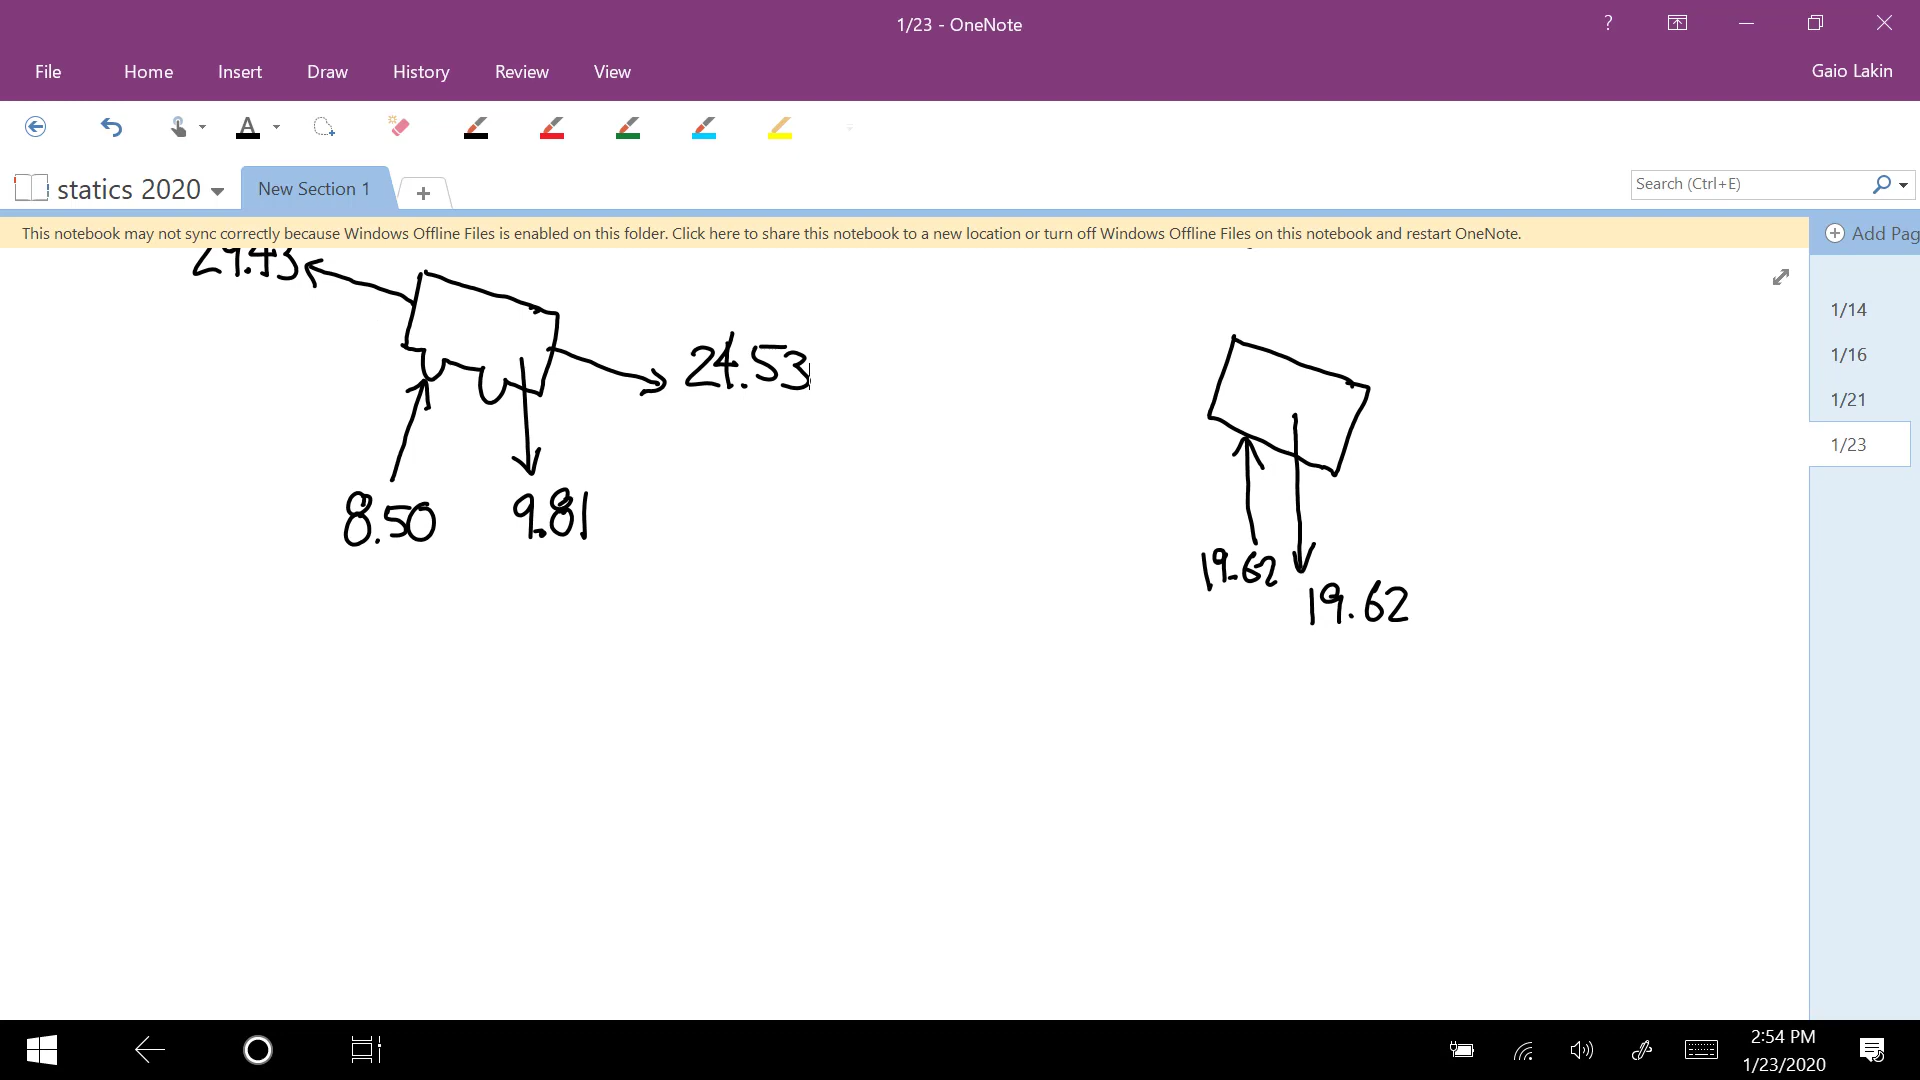 1/23 - OneNote
?
File Home Insert Draw History Review View
Gaio Lakin
A
statics 2020
New Section 1
+
Search (Ctrl+E)
This notebook may not sync correctly because Windows Offline Files is enabled on this folder. Click here to share this notebook to a new location or turn off Windows Offline Files on this notebook and restart OneNote.
Add Pag
1/14
1/16
1/21
1/23
29.43
24.53
8.50
9.81
19.62
19.62
2:54 PM
1/23/2020